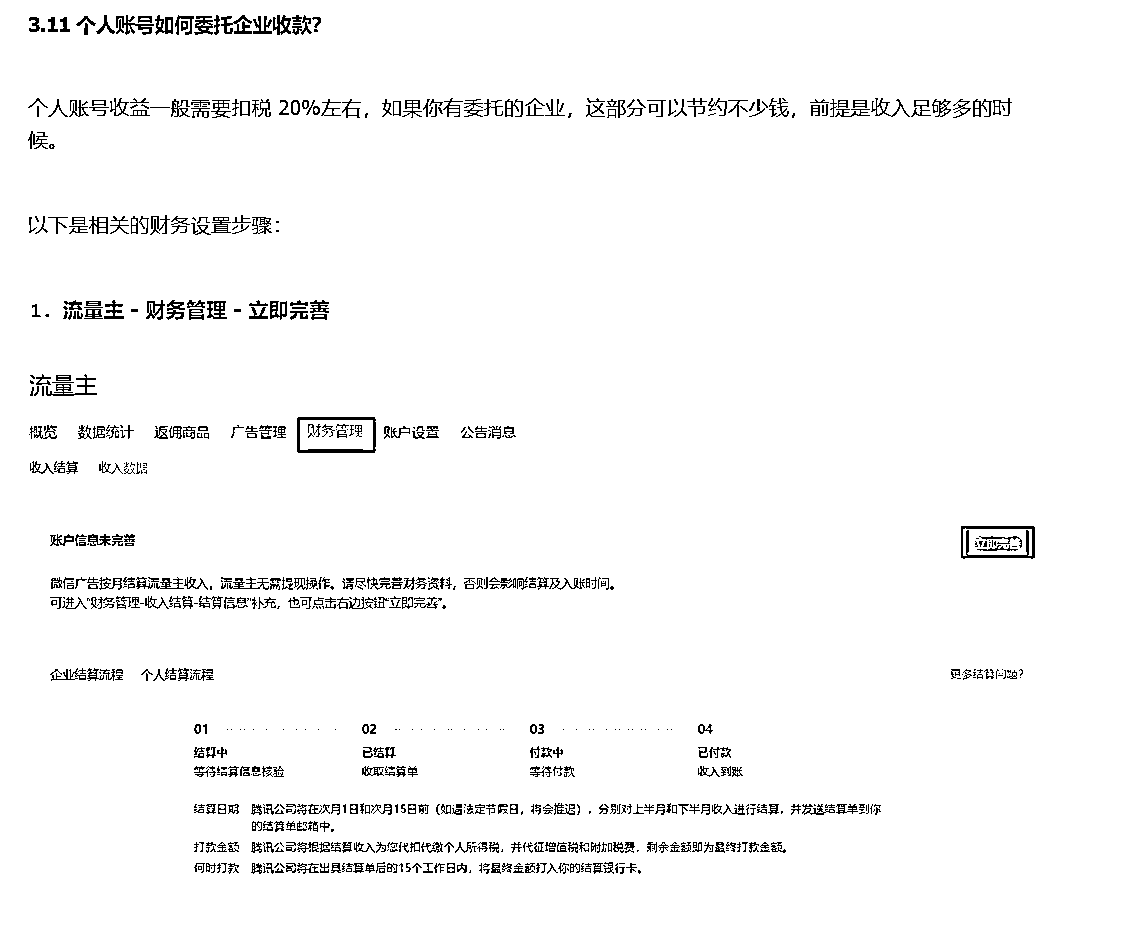 3.11 个人账号如何委托企业收款？
个人账号收益一般需要扣税 20%左右，如果你有委托的企业，这部分可以节约不少钱，前提是收入足够多的时
候。
以下是相关的财务设置步骤：
1. 流量主 - 财务管理 - 立即完善
流量主
概览 数据统计 返佣商品 广告管理 财务管理 账户设置 公告消息
收入结算 收入数据
账户信息未完善 立即完善
微信广告按月结算流量主收入，流量主无需提现操作。请尽快完善财务资料，否则会影响结算及入账时间。
可进入“财务管理-收入结算-结算信息”补充，也可点击右边按钮“立即完善”。
企业结算流程 个人结算流程 更多结算问题？
01 02 03 04
结算中 已结算 付款中 已付款
等待结算信息核验 收取结算单 等待付款 收入到账
结算日期 腾讯公司将在次月1日和次月15日前（如遇法定节假日，将会推迟），分别对上半月和下半月收入进行结算，并发送结算单到你
的结算单邮箱中。
打款金额 腾讯公司将根据结算收入为您代扣代缴个人所得税，并代征增值税和附加税费，剩余金额即为最终打款金额。
何时打款 腾讯公司将在出具结算单后的15个工作日内，将最终金额打入你的结算银行卡。